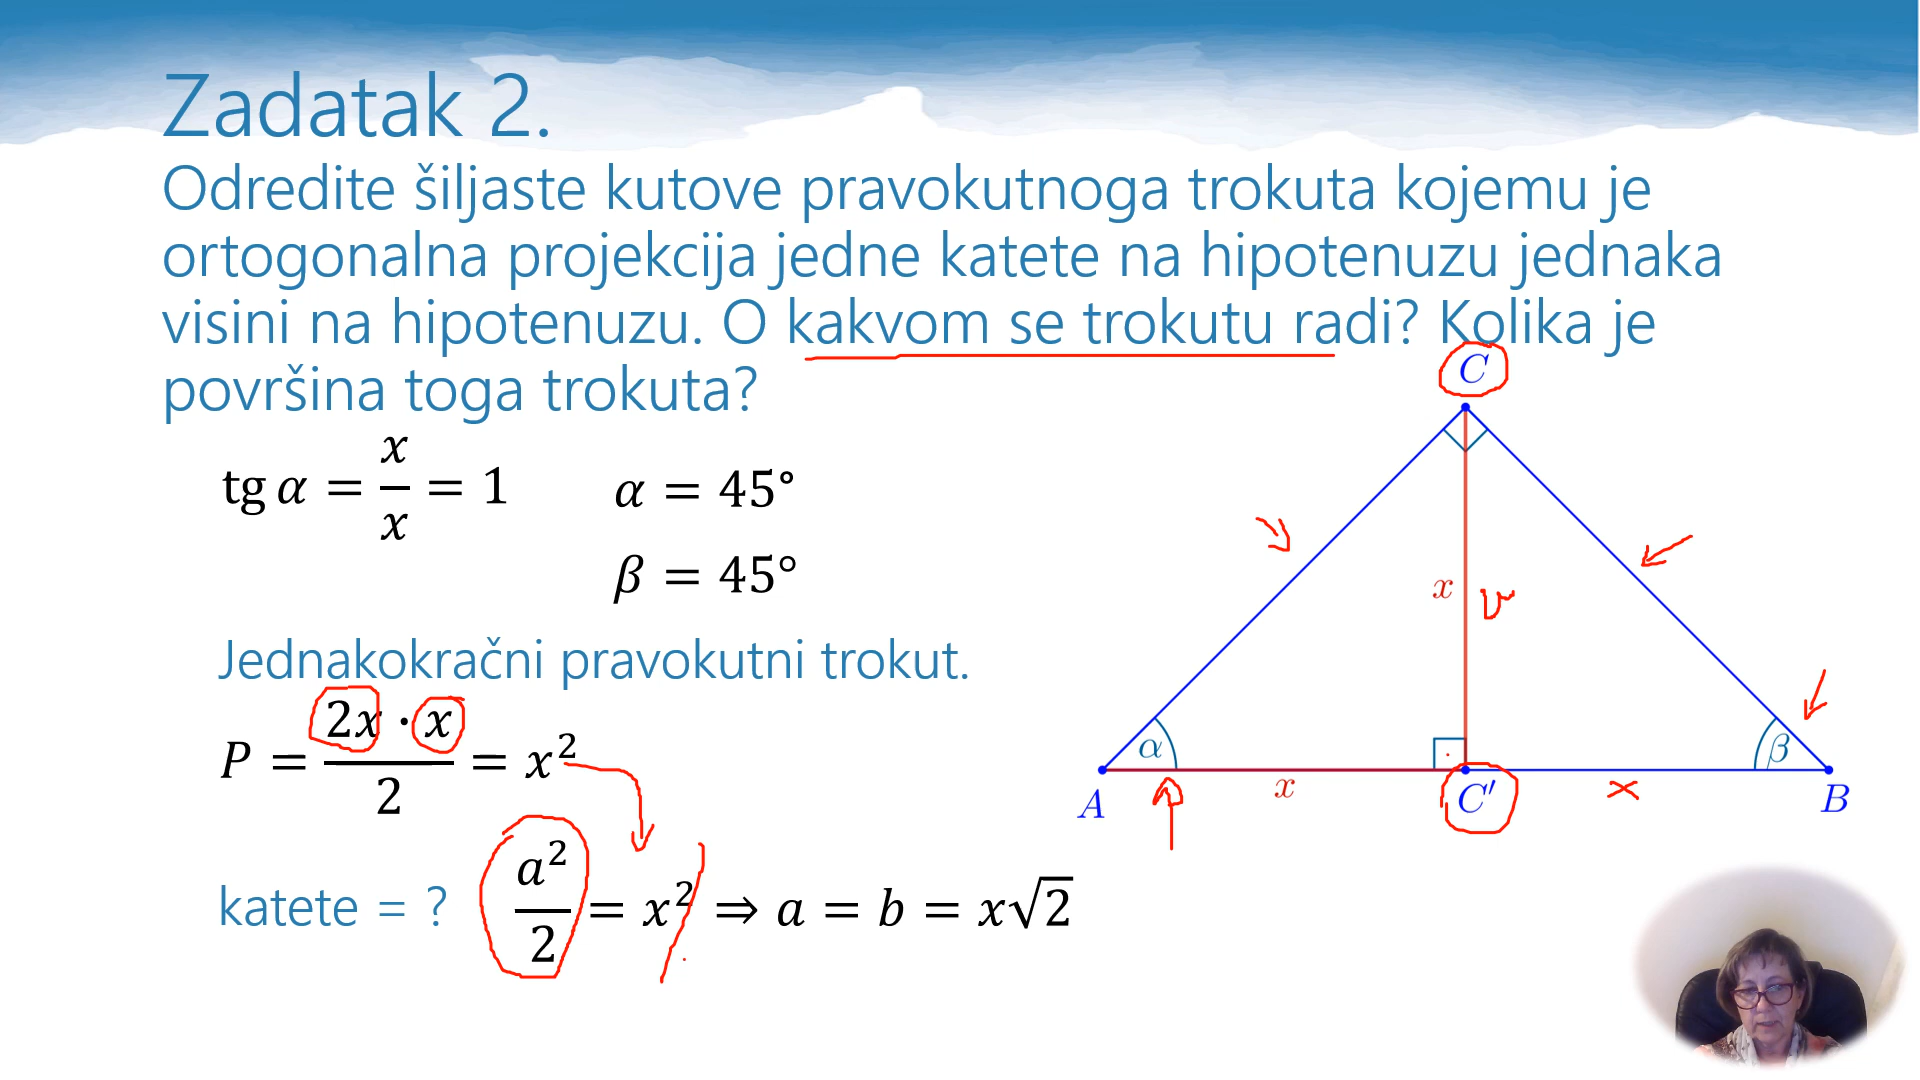 Zadatak 2.
Odredite šiljaste kutove pravokutnoga trokuta kojemu je
ortogonalna projekcija jedne katete na hipotenuzu jednaka
visini na hipotenuzu. O kakvom se trokutu radi? Kolika je
površina toga trokuta?
tg α = x/x = 1
α = 45°
β = 45°
Jednakokračni pravokutni trokut.
P = 2x · x / 2 = x²
katete = ? a²/2 = x² ⇒ a = b = x√2
C
x v
α β
x x
A C' B